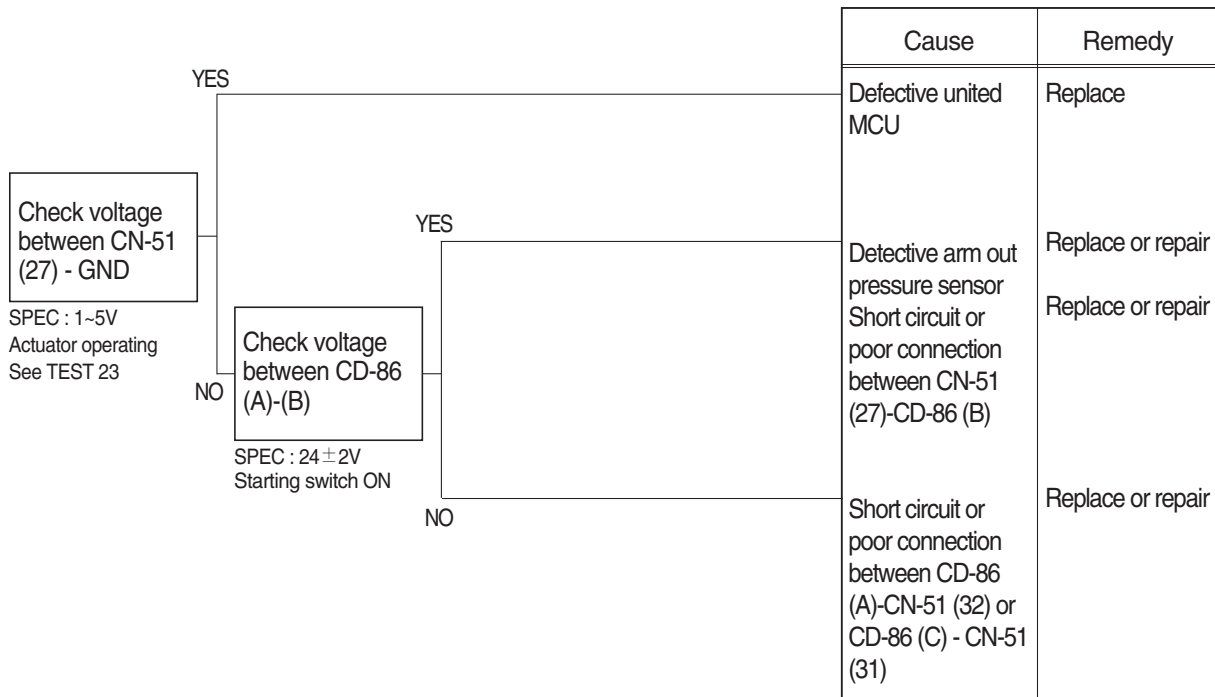 Cause
Remedy
YES
Defective united
MCU
Replace
Check voltage
between CN-51
(27) - GND
SPEC : 1~5V
Actuator operating
See TEST 23
YES
Detective arm out
pressure sensor
Replace or repair
Short circuit or
poor connection
between CN-51
(27)-CD-86 (B)
Replace or repair
NO
Check voltage
between CD-86
(A)-(B)
SPEC : 24±2V
Starting switch ON
NO
Short circuit or
poor connection
between CD-86
(A)-CN-51 (32) or
CD-86 (C) - CN-51
(31)
Replace or repair